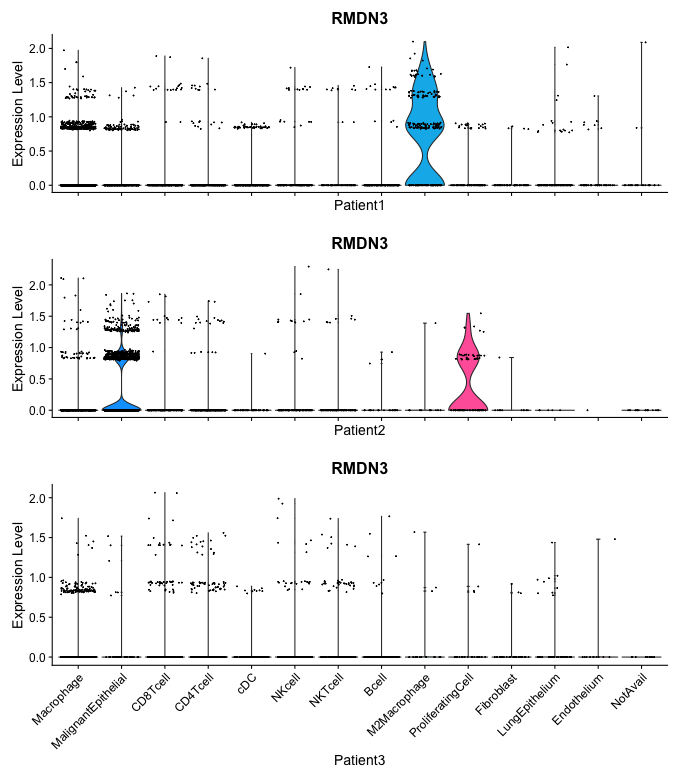 RMDN3
Expression Level
2.0
1.5
1.0
0.5
0.0
Patient1
RMDN3
Expression Level
2.0
1.5
1.0
0.5
0.0
Patient2
RMDN3
Expression Level
2.0
1.5
1.0
0.5
0.0
Macrophage
MalignantEpithelial
CD8Tcell
CD4Tcell
cDC
NKcell
NKTcell
Bcell
M2Macrophage
ProliferatingCell
Fibroblast
LungEpithelium
Endothelium
NotAvail
Patient3